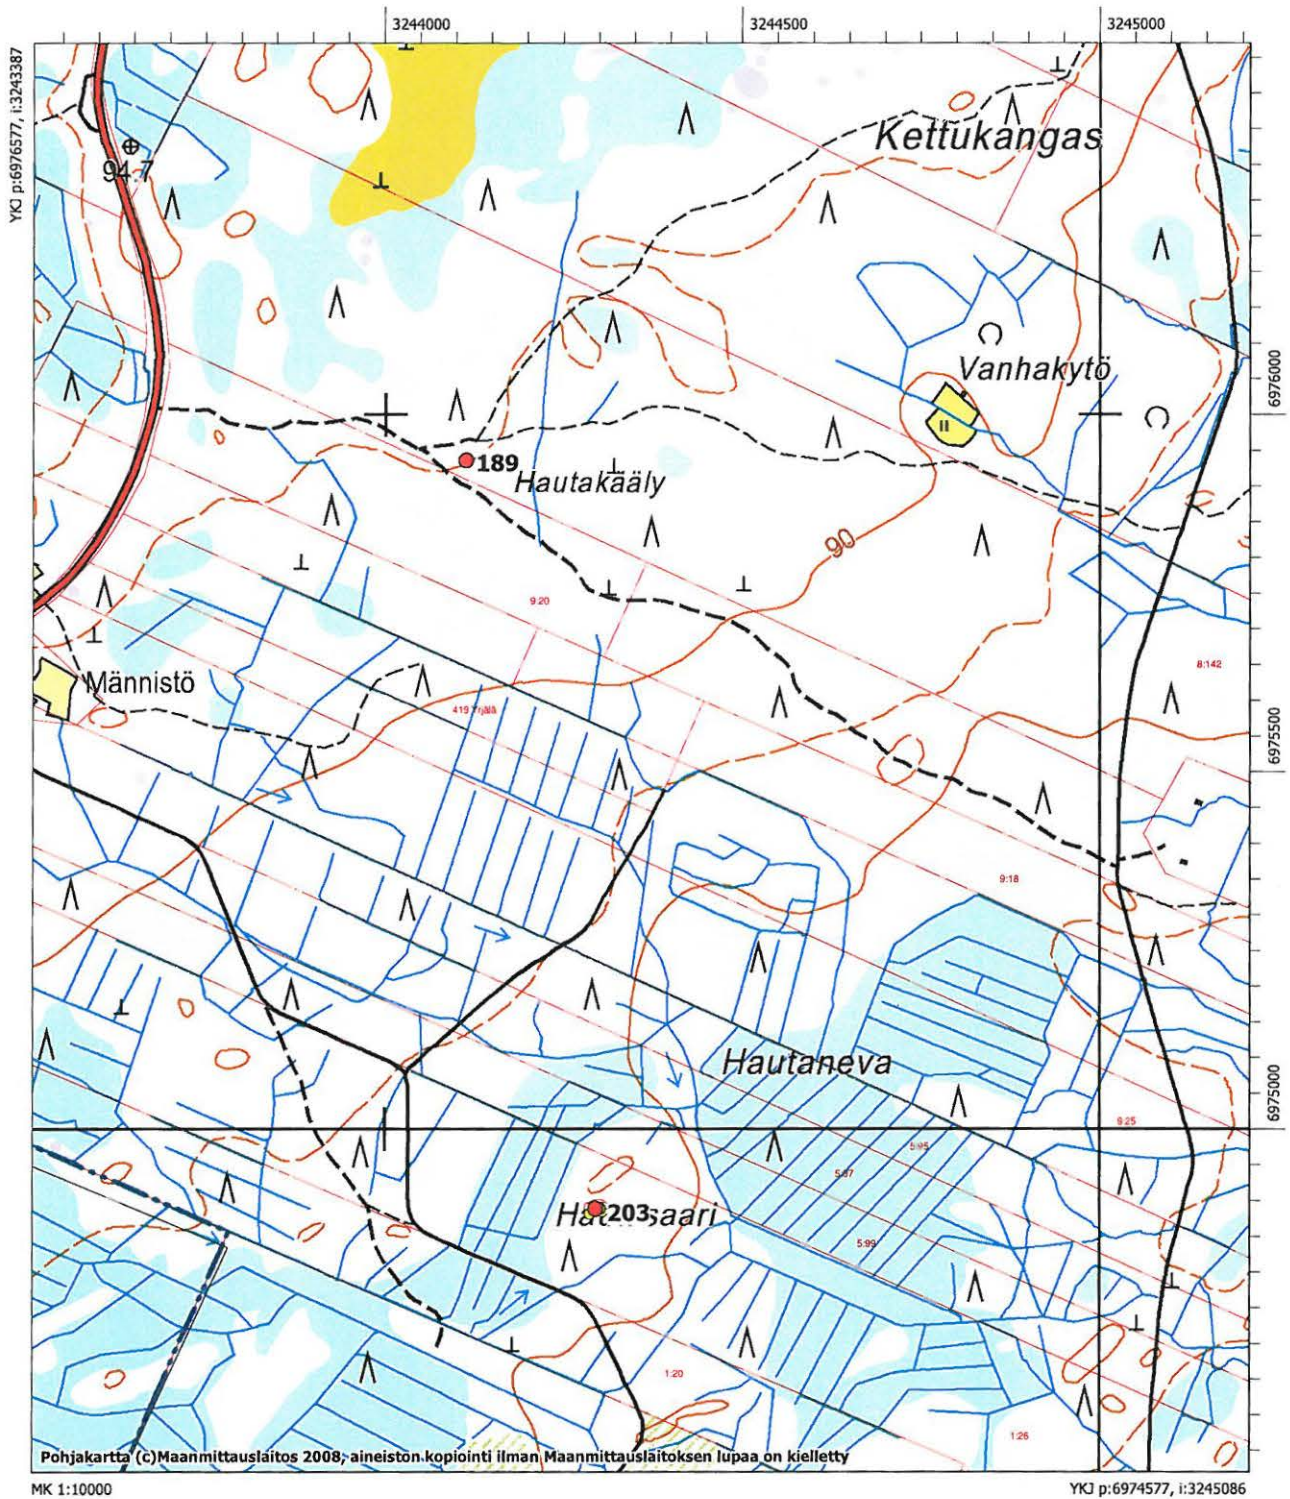 3244000
3244500
3245000
YKJ p:6976577, i:3243387
Kettukangas
94.7
6976000
Vanhakytö
II
189
Hautakääly
90
9:20
8:142
Männistö
419 Yrjälä
6975500
9:18
Hautaneva
6975000
9:25
5:95
5:97
203
saari
5:99
1:20
1:26
Pohjakartta (c)Maanmittauslaitos 2008, aineiston kopiointi ilman Maanmittauslaitoksen lupaa on kielletty
MK 1:10000
YKJ p:6974577, i:3245086